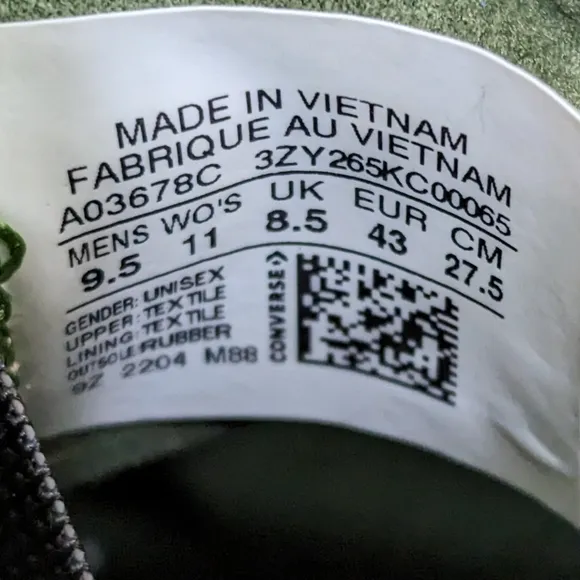 MADE IN VIETNAM
FABRIQUE AU VIETNAM
A03678C 3ZY265KC00065
MENS WO'S UK EUR CM
9.5 11 8.5 43 27.5
GENDER: UNISEX
UPPER: TEXTILE
LINING: TEXTILE
OUTSOLE: RUBBER
9Z 2204 M88
CONVERSE